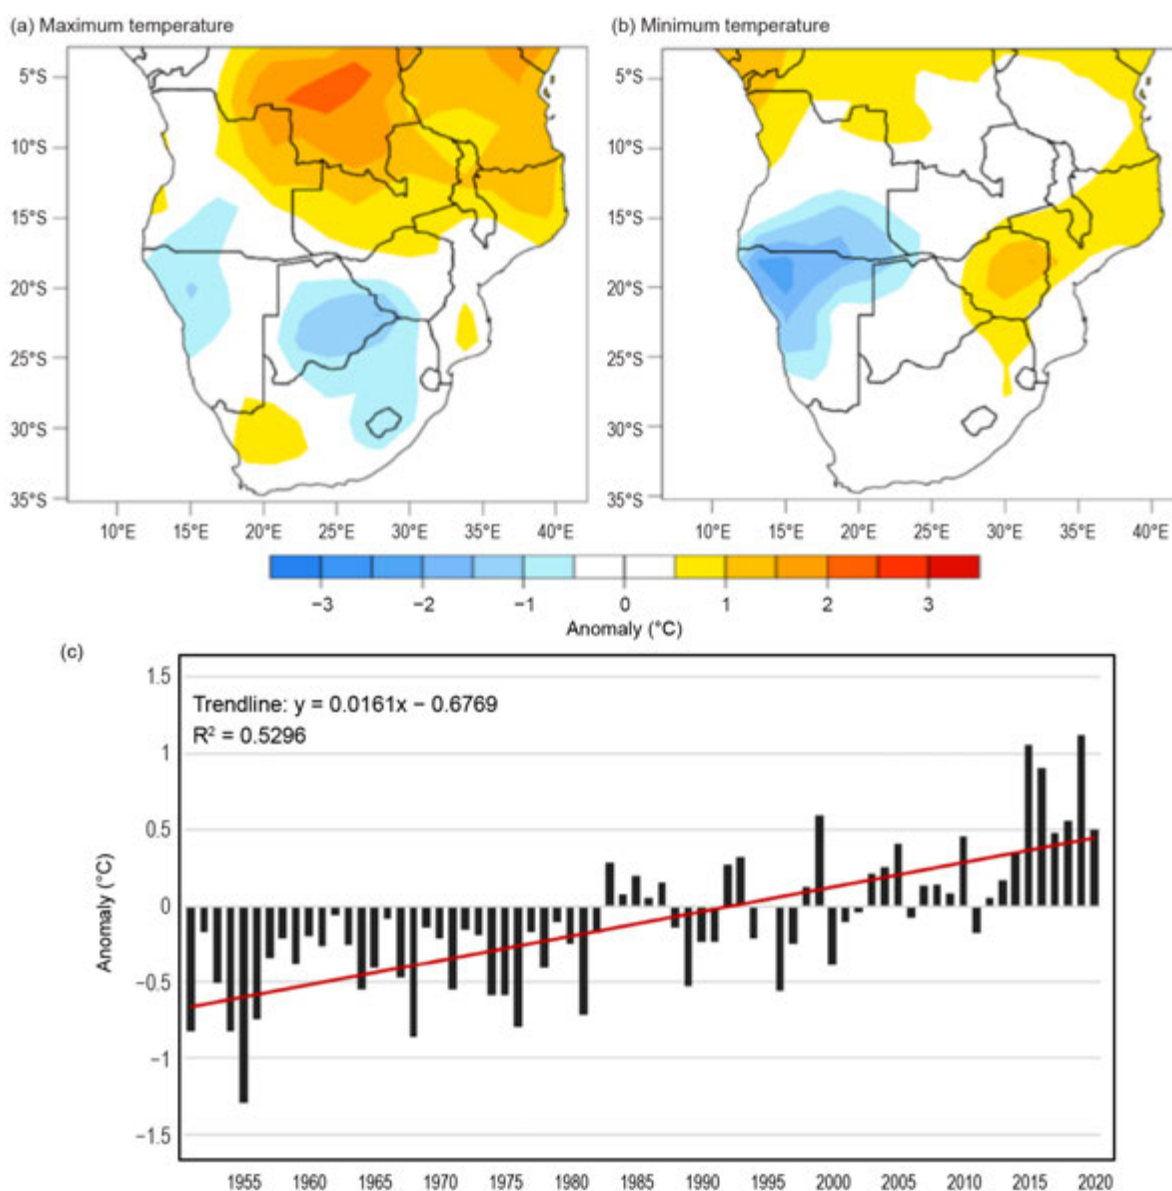 (a) Maximum temperature
(b) Minimum temperature
5°S
10°S
15°S
20°S
25°S
30°S
35°S
10°E 15°E 20°E 25°E 30°E 35°E 40°E
5°S
10°S
15°S
20°S
25°S
30°S
35°S
10°E 15°E 20°E 25°E 30°E 35°E 40°E
−3 −2 −1 0 1 2 3
Anomaly (°C)
(c)
Trendline: y = 0.0161x − 0.6769
R² = 0.5296
Anomaly (°C)
1.5
1
0.5
0
−0.5
−1
−1.5
1955 1960 1965 1970 1975 1980 1985 1990 1995 2000 2005 2010 2015 2020